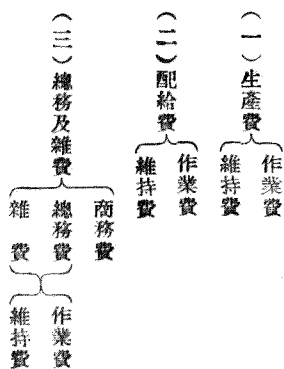 (一)生產費
作業費
維持費
(二)配給費
作業費
維持費
(三)總務及雜費
商務費
總務費
雜費
作業費
維持費